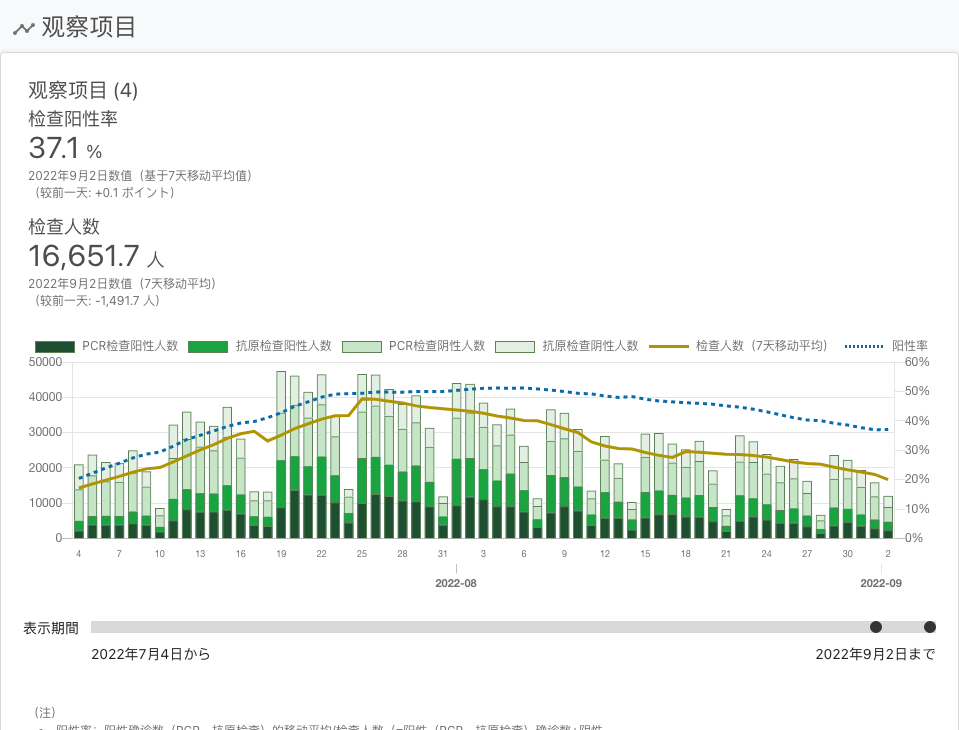 观察项目
观察项目 (4)
检查阳性率
37.1 %
2022年9月2日数值（基于7天移动平均值）
（较前一天: +0.1 ポイント）
检查人数
16,651.7 人
2022年9月2日数值（7天移动平均）
（较前一天: -1,491.7 人）
PCR检查阳性人数 抗原检查阳性人数 PCR检查阴性人数 抗原检查阴性人数 检查人数（7天移动平均） 阳性率
50000 60%
40000 50%
30000 40%
20000 30%
10000 20%
0 10%
0%
4 7 10 13 16 19 22 25 28 31 3 6 9 12 15 18 21 24 27 30 2
2022-08 2022-09
表示期間
2022年7月4日から 2022年9月2日まで
（注）